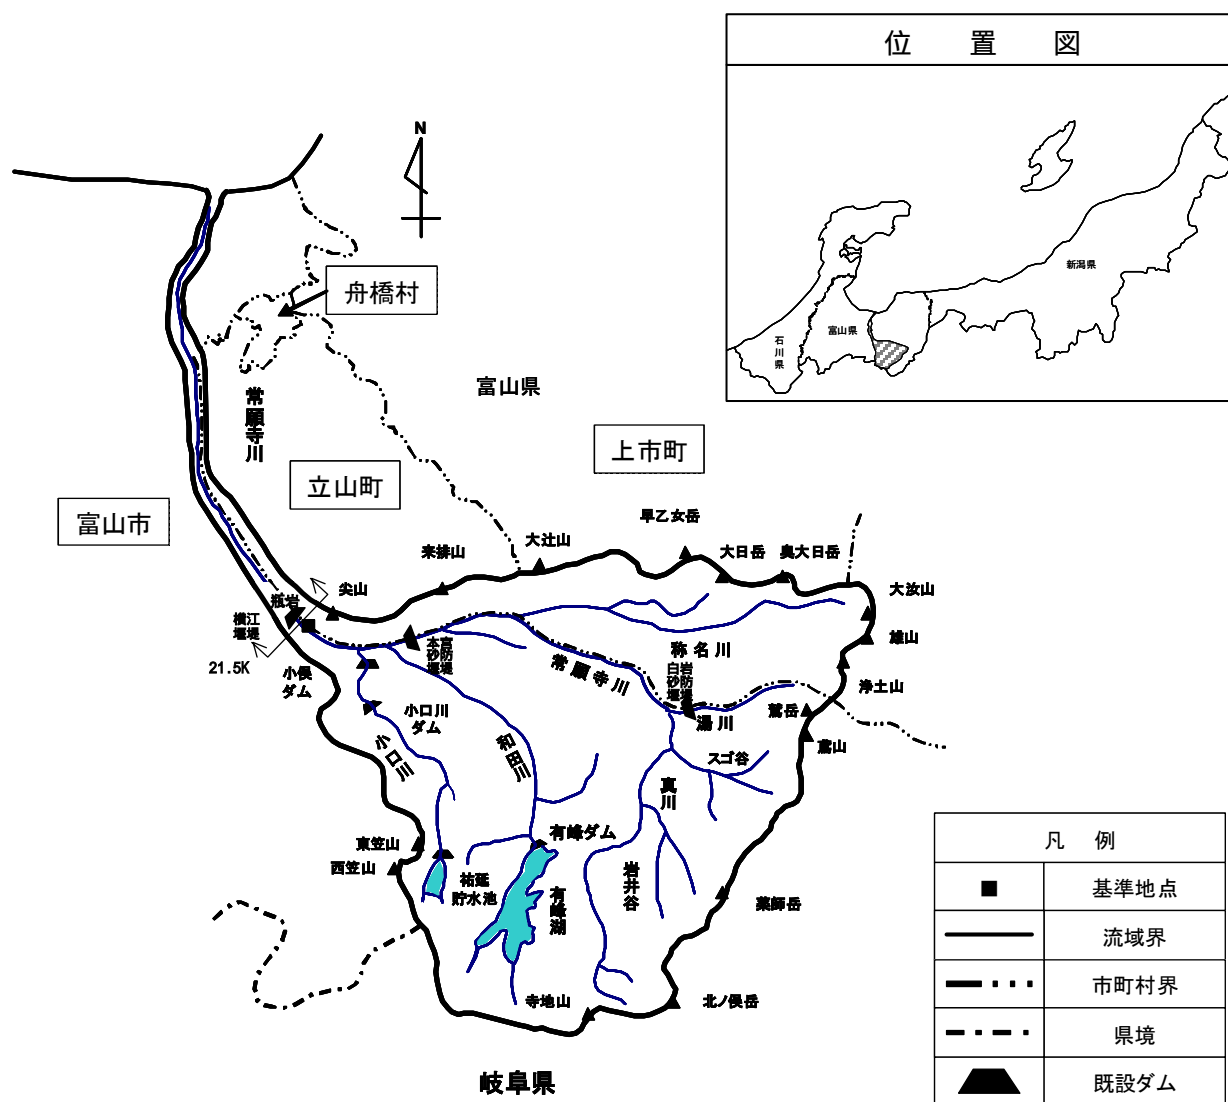 位 置 図
新潟県
富山県
石川県
N
舟橋村
富山県
常願寺川
上市町
立山町
富山市
早乙女岳
大辻山
来拝山
大日岳
奥大日岳
尖山
大汝山
瓶岩
横江堰堤
雄山
21.5K
本宮砂防堰堤
称名川
常願寺川
白岩砂防堰堤
浄土山
小俣ダム
鷲岳
湯川
小口川ダム
鳶山
スゴ谷
小口川
和田川
真川
有峰ダム
東笠山
西笠山
祐延貯水池
有峰湖
岩井谷
薬師岳
寺地山
北ノ俣岳
岐阜県
凡 例
基準地点
流域界
市町村界
県境
既設ダム